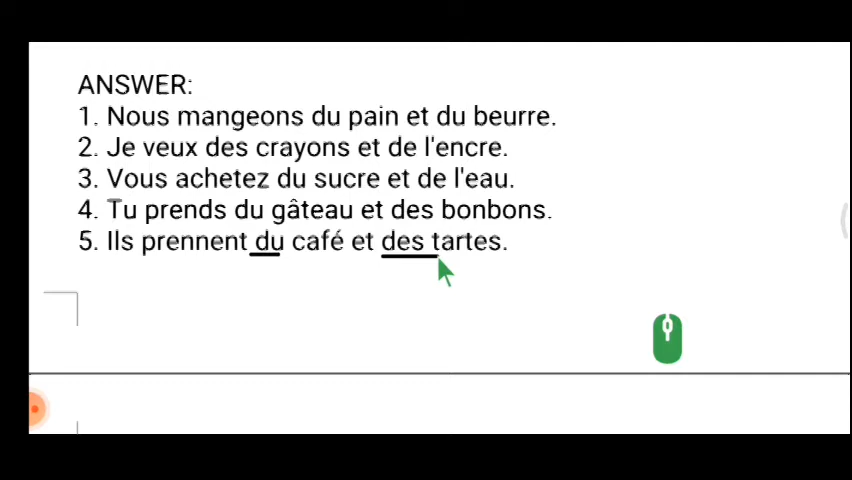 ANSWER:
1. Nous mangeons du pain et du beurre.
2. Je veux des crayons et de l'encre.
3. Vous achetez du sucre et de l'eau.
4. Tu prends du gâteau et des bonbons.
5. Ils prennent du café et des tartes.